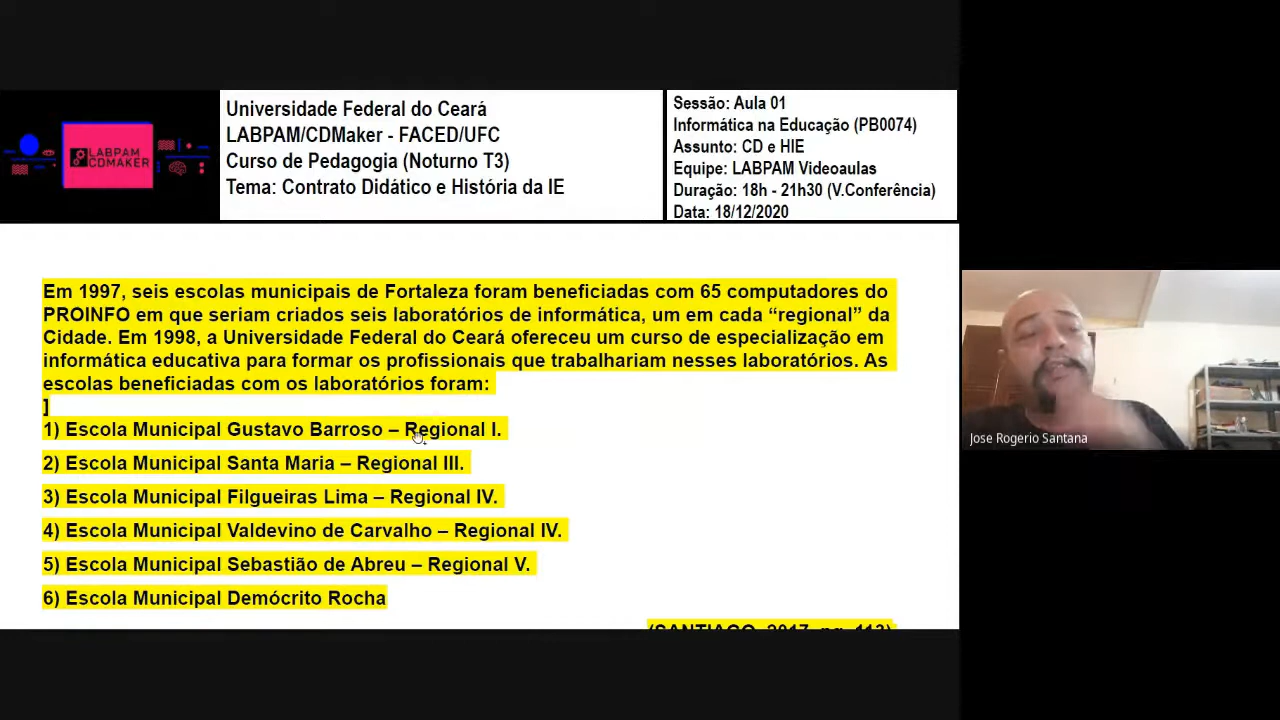 LABPAM
CDMAKER
Universidade Federal do Ceará
LABPAM/CDMaker - FACED/UFC
Curso de Pedagogia (Noturno T3)
Tema: Contrato Didático e História da IE
Sessão: Aula 01
Informática na Educação (PB0074)
Assunto: CD e HIE
Equipe: LABPAM Videoaulas
Duração: 18h - 21h30 (V.Conferência)
Data: 18/12/2020
Em 1997, seis escolas municipais de Fortaleza foram beneficiadas com 65 computadores do
PROINFO em que seriam criados seis laboratórios de informática, um em cada “regional” da
Cidade. Em 1998, a Universidade Federal do Ceará ofereceu um curso de especialização em
informática educativa para formar os profissionais que trabalhariam nesses laboratórios. As
escolas beneficiadas com os laboratórios foram:
]
1) Escola Municipal Gustavo Barroso – Regional I.
2) Escola Municipal Santa Maria – Regional III.
3) Escola Municipal Filgueiras Lima – Regional IV.
4) Escola Municipal Valdevino de Carvalho – Regional IV.
5) Escola Municipal Sebastião de Abreu – Regional V.
6) Escola Municipal Demócrito Rocha
(SANTIAGO, 2017, pg. 113)
Jose Rogerio Santana